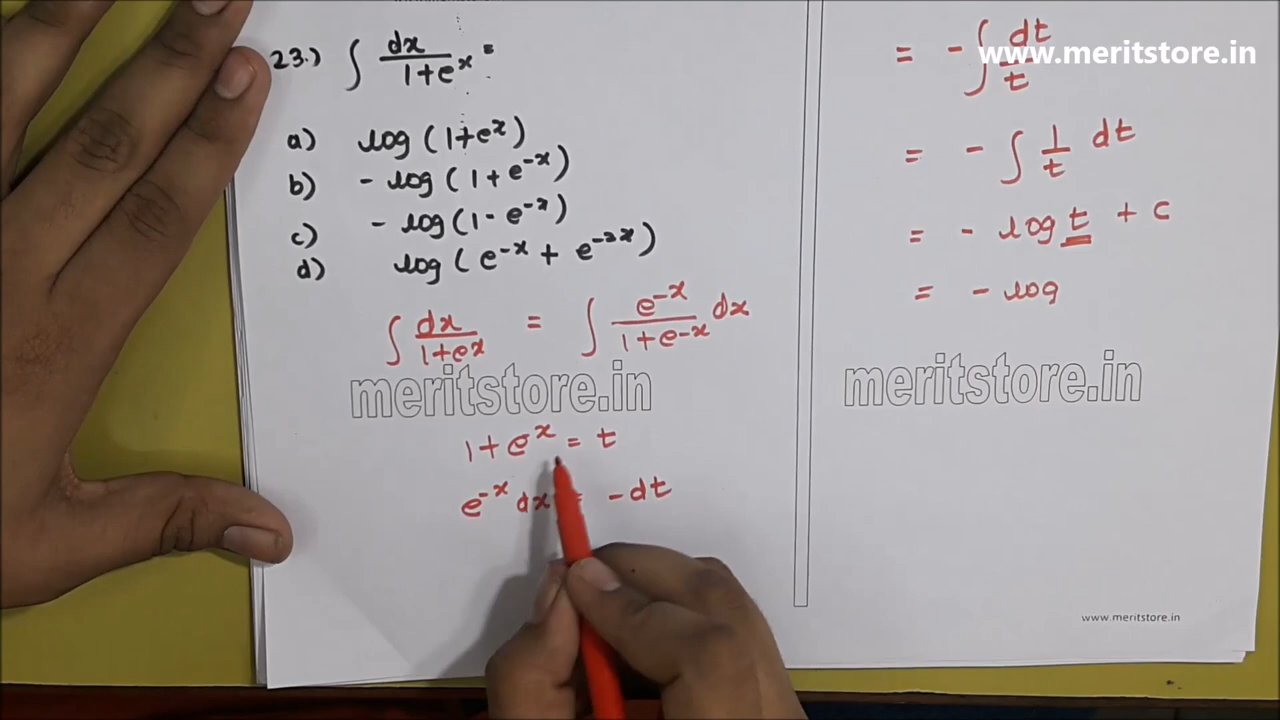 23.) ∫ dx / 1+e^x =
a) log (1+e^x)
b) - log (1+e^-x)
c) - log (1-e^-x)
d) log (e^-x + e^-2x)
∫ dx / 1+e^x = ∫ e^-x / 1+e^-x dx
meritstore.in
1+e^x = t
e^-x dx = -dt
www.meritstore.in
= - ∫ dt / t
= - ∫ 1/t dt
= - log t + c
= - log
meritstore.in
www.meritstore.in